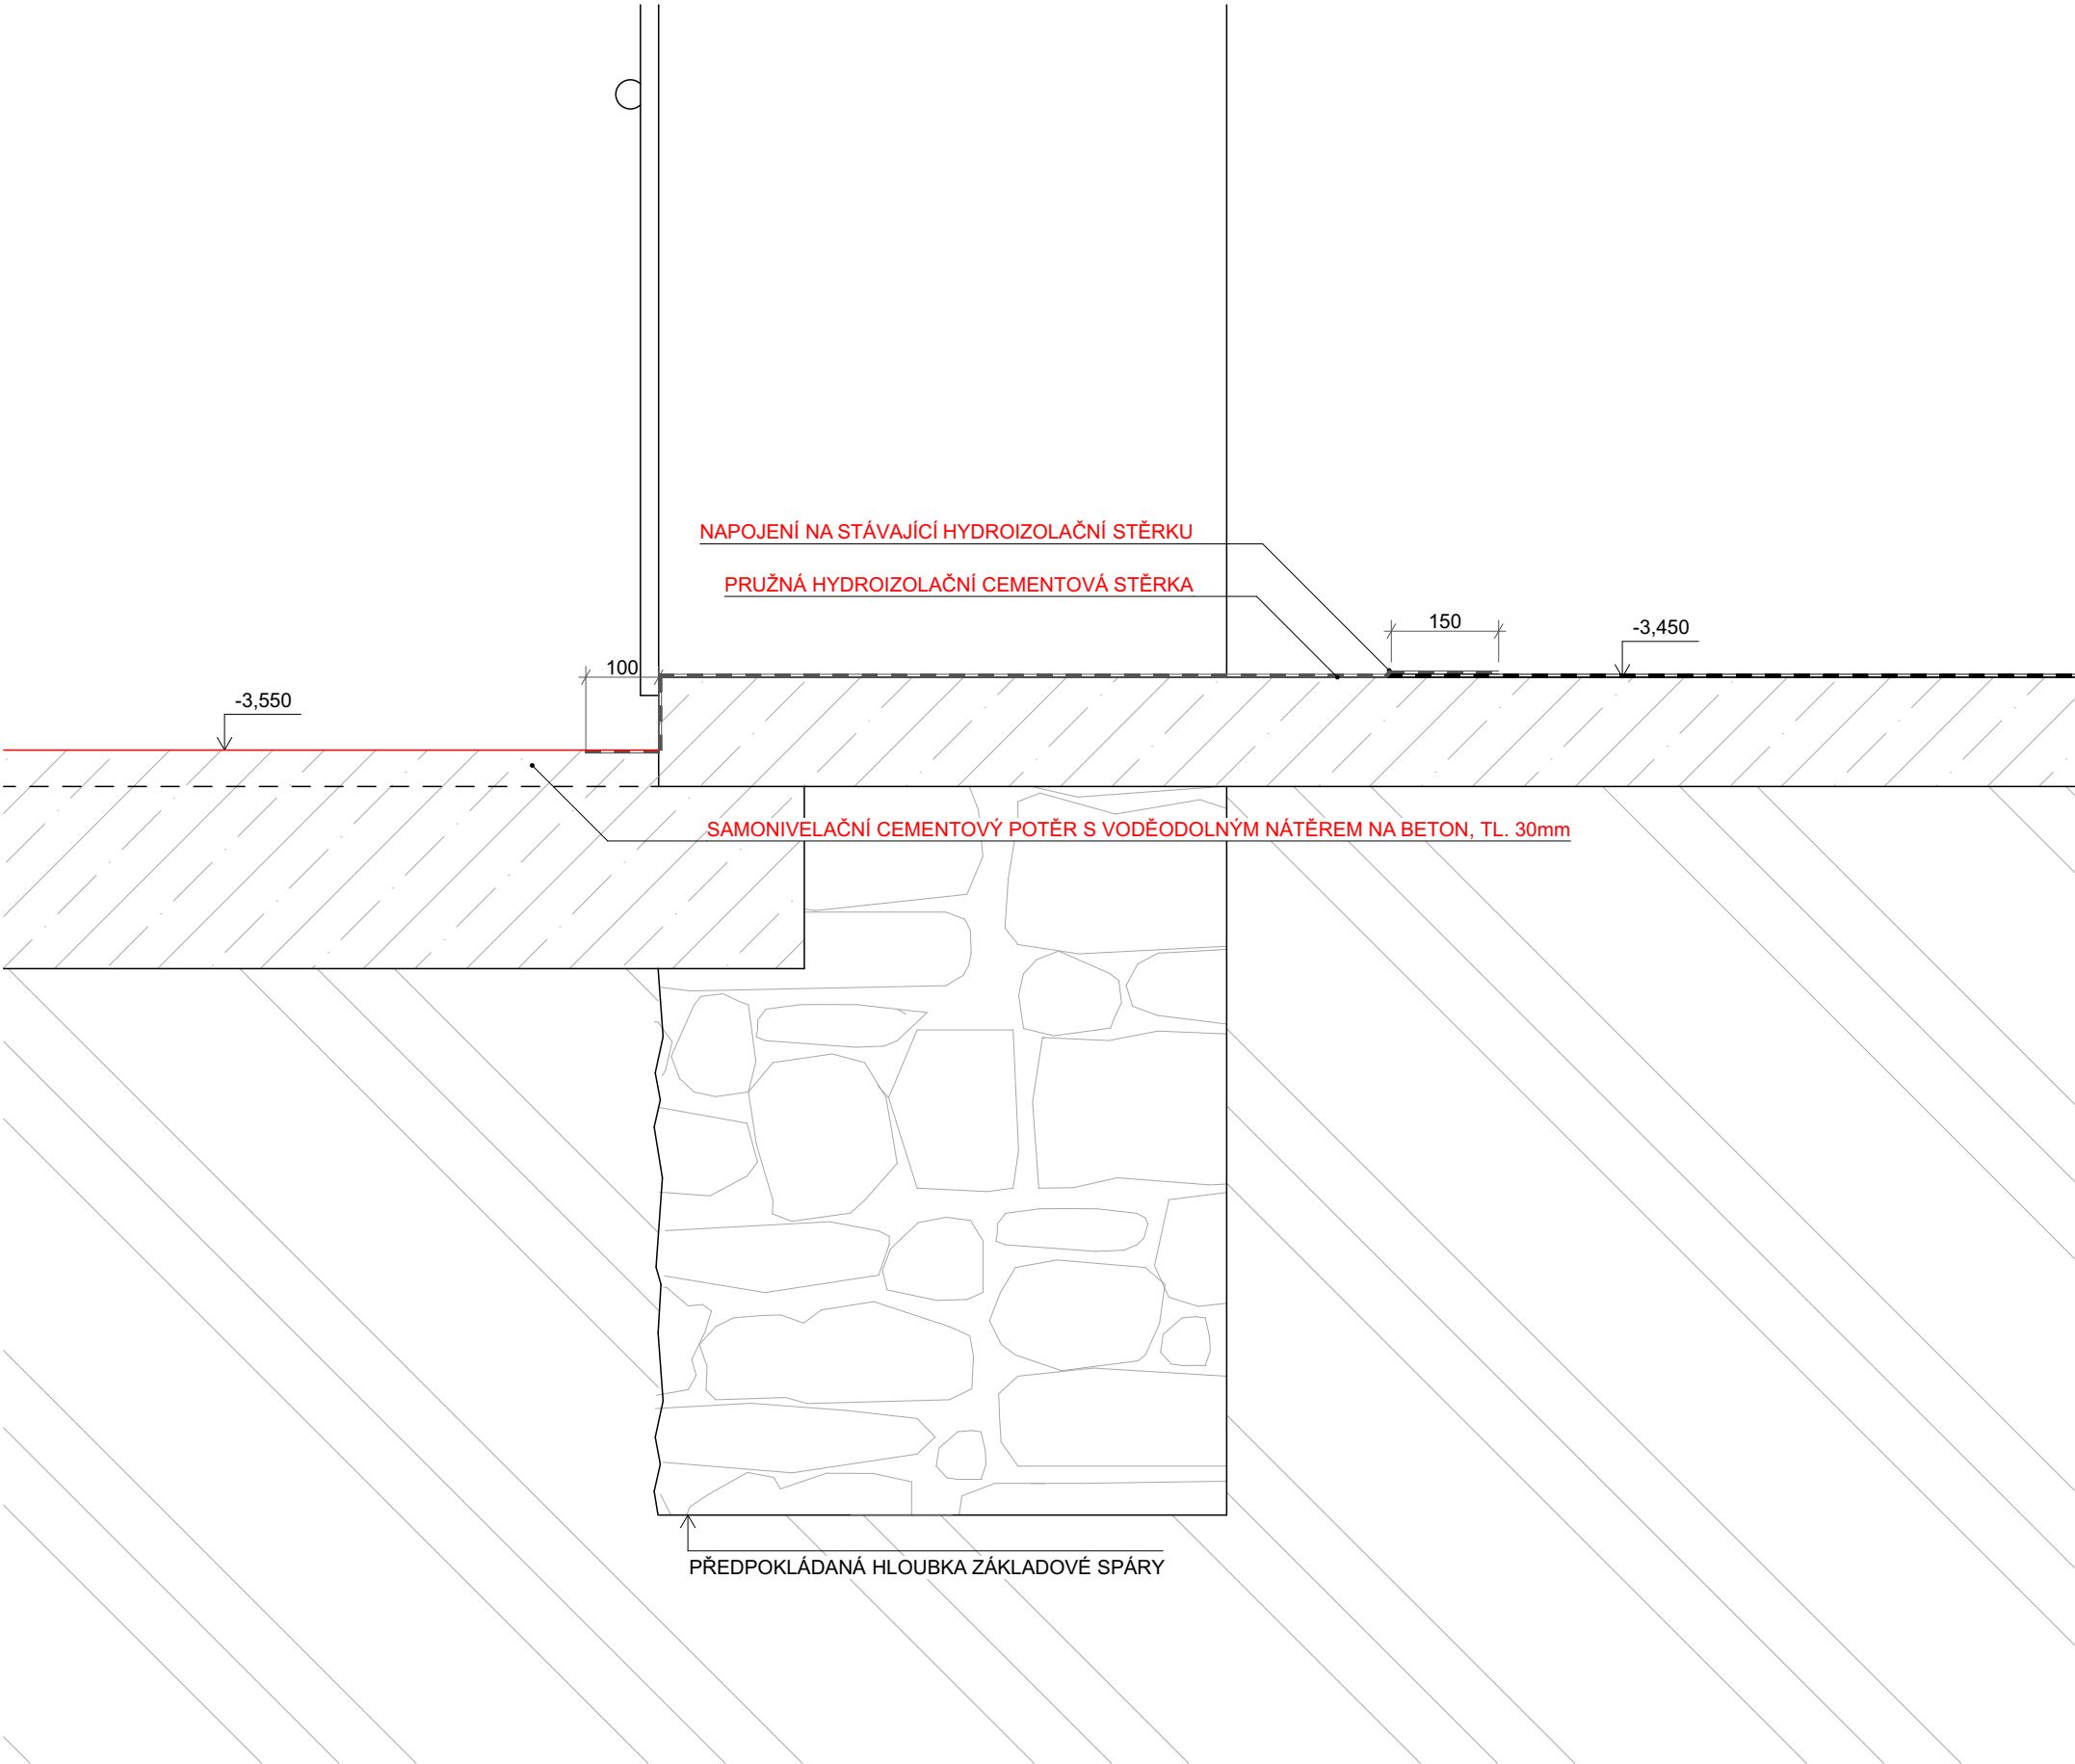 NAPOJENÍ NA STÁVAJÍCÍ HYDROIZOLAČNÍ STĚRKU
PRUŽNÁ HYDROIZOLAČNÍ CEMENTOVÁ STĚRKA
150
-3,450
100
-3,550
SAMONIVELAČNÍ CEMENTOVÝ POTĚR S VODĚODOLNÝM NÁTĚREM NA BETON, TL. 30mm
PŘEDPOKLÁDANÁ HLOUBKA ZÁKLADOVÉ SPÁRY